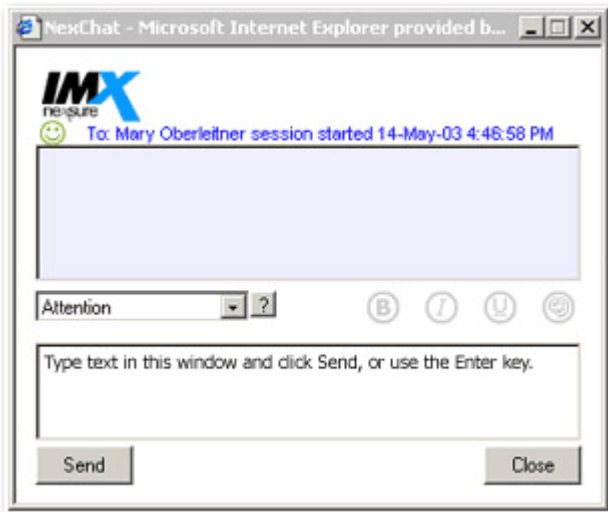 NexChat - Microsoft Internet Explorer provided b...
IMX
nexsure
To: Mary Oberleitner session started 14-May-03 4:46:58 PM
Attention ?
B I U
Type text in this window and click Send, or use the Enter key.
Send Close